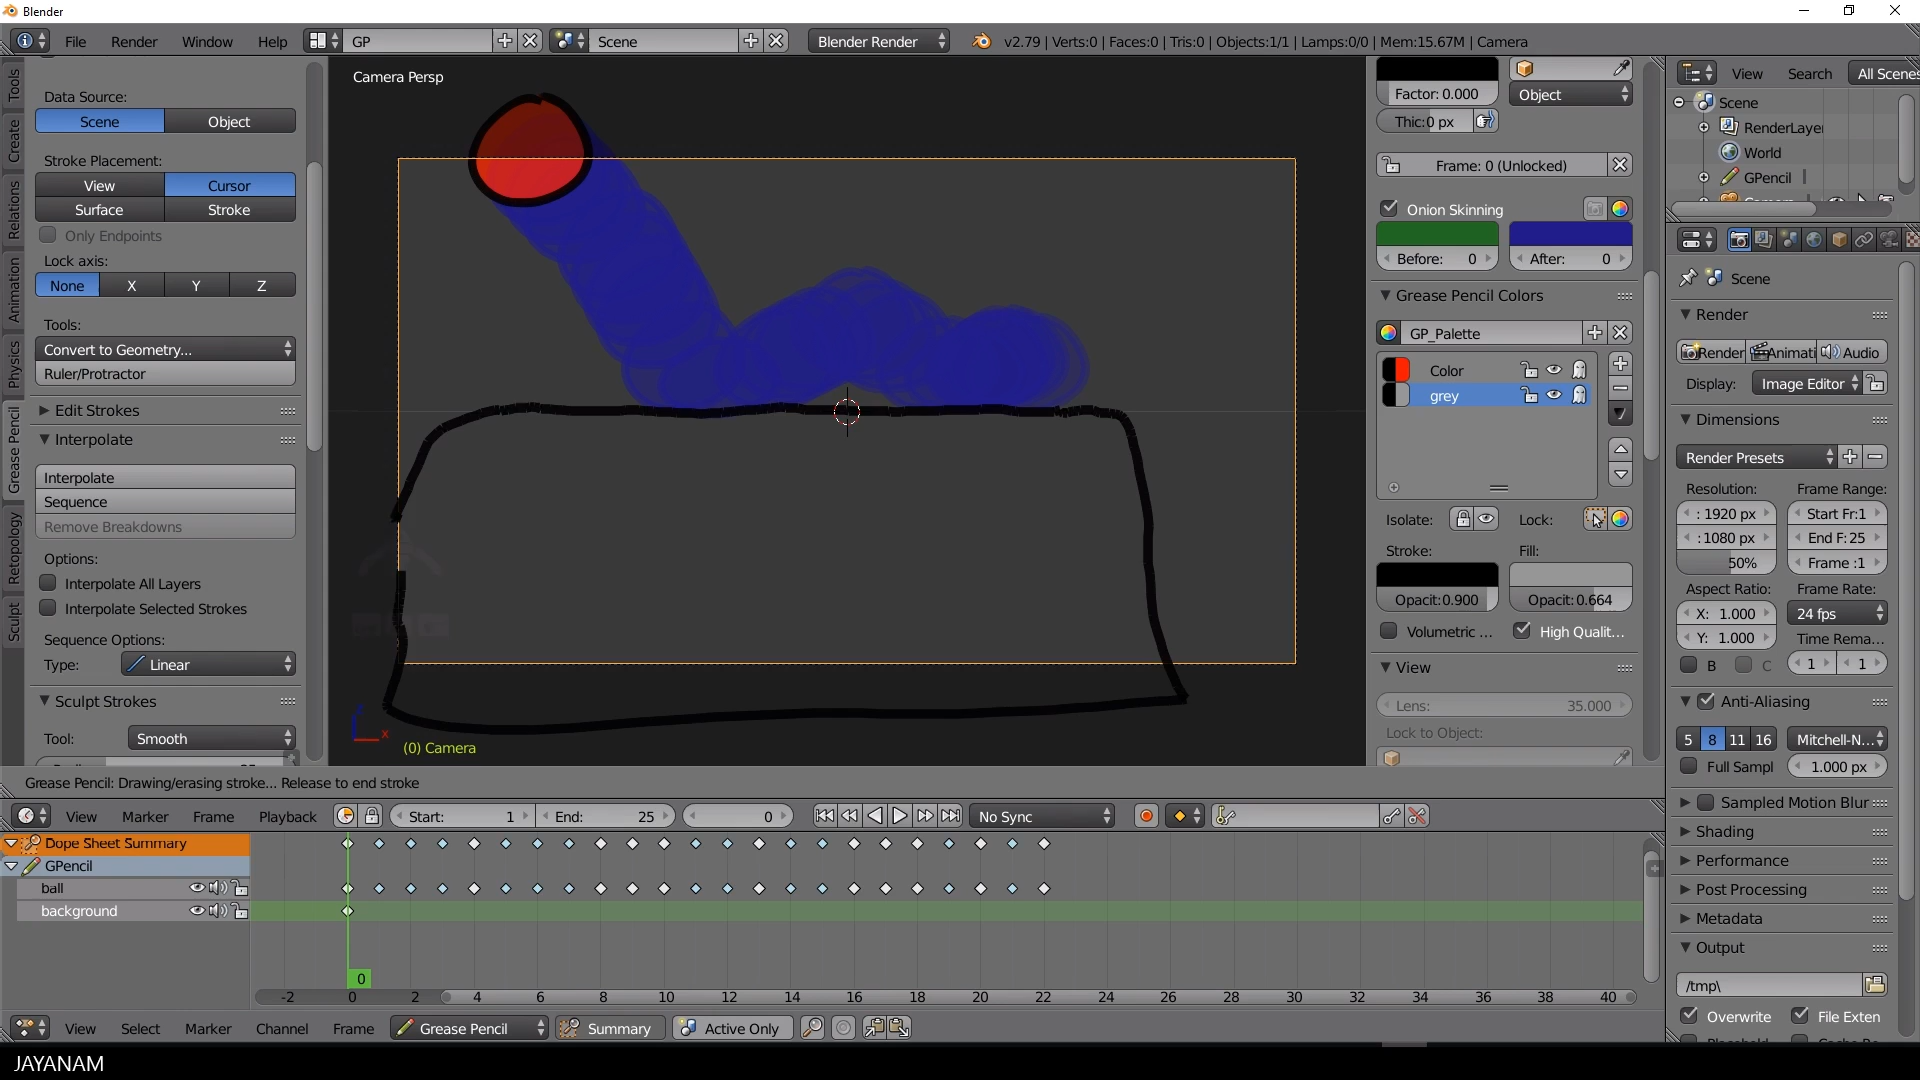 Blender
File Render Window Help GP Scene Blender Render v2.79 | Verts:0 | Faces:0 | Tris:0 | Objects:1/1 | Lamps:0/0 | Mem:15.67M | Camera
Tools
Create
Relations
Animation
Physics
Grease Pencil
Retopology
Sculpt
Data Source:
Scene Object
Stroke Placement:
View Cursor
Surface Stroke
Only Endpoints
Lock axis:
None X Y Z
Tools:
Convert to Geometry...
Ruler/Protractor
Edit Strokes
Interpolate
Interpolate
Sequence
Remove Breakdowns
Options:
Interpolate All Layers
Interpolate Selected Strokes
Sequence Options:
Type: Linear
Sculpt Strokes
Tool: Smooth
Camera Persp
z
x
(0) Camera
Factor: 0.000 Object
Thic:0 px
Frame: 0 (Unlocked)
Onion Skinning
Before: 0 After: 0
Grease Pencil Colors
GP_Palette
Color
grey
Isolate: Lock:
Stroke: Fill:
Opacit:0.900 Opacit:0.664
Volumetric ... High Qualit...
View
Lens: 35.000
Lock to Object:
View Search All Scenes
Scene
RenderLayer
World
GPencil
Scene
Render
Render Animati Audio
Display: Image Editor
Dimensions
Render Presets
Resolution: Frame Range:
: 1920 px Start Fr:1
:1080 px End F:25
50% Frame :1
Aspect Ratio: Frame Rate:
X: 1.000 24 fps
Y: 1.000 Time Rema...
B C 1 1
Anti-Aliasing
5 8 11 16 Mitchell-N...
Full Sampl 1.000 px
Sampled Motion Blur
Shading
Performance
Post Processing
Metadata
Output
/tmp\
Overwrite File Exten
Grease Pencil: Drawing/erasing stroke... Release to end stroke
View Marker Frame Playback Start: 1 End: 25 0 No Sync
Dope Sheet Summary
GPencil
ball
background
0
-2 0 2 4 6 8 10 12 14 16 18 20 22 24 26 28 30 32 34 36 38 40
View Select Marker Channel Frame Grease Pencil Summary Active Only
JAYANAM